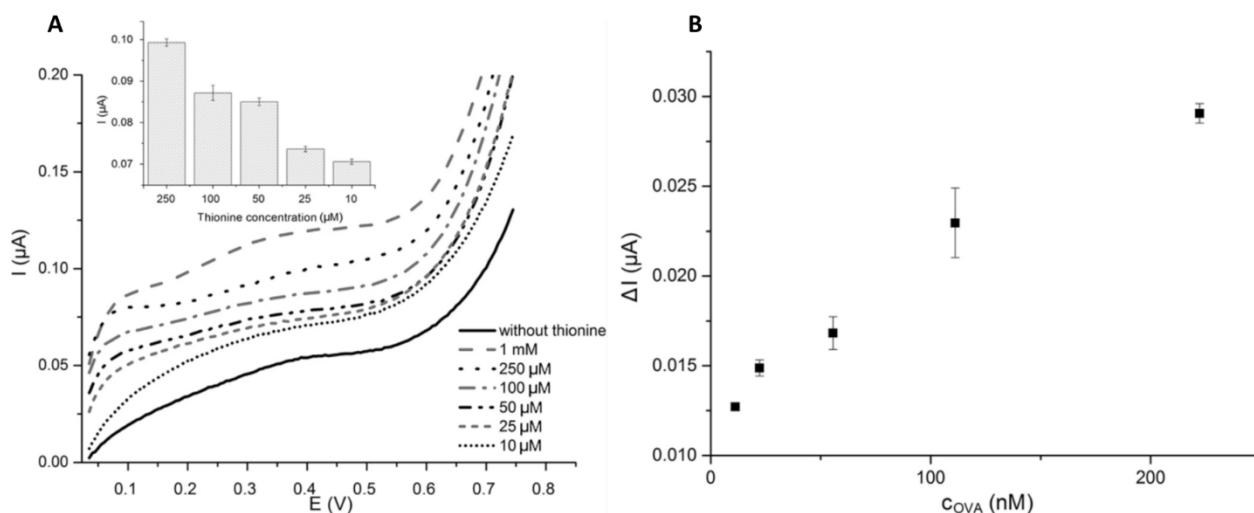 A
0.10
0.09
0.08
0.07
I (µA)
250
100
50
25
10
Thionine concentration (µM)
0.20
0.15
0.10
0.05
0.00
I (µA)
without thionine
1 mM
250 µM
100 µM
50 µM
25 µM
10 µM
0.1
0.2
0.3
0.4
0.5
0.6
0.7
0.8
E (V)
B
0.030
0.025
0.020
0.015
0.010
ΔI (µA)
0
100
200
cOVA (nM)